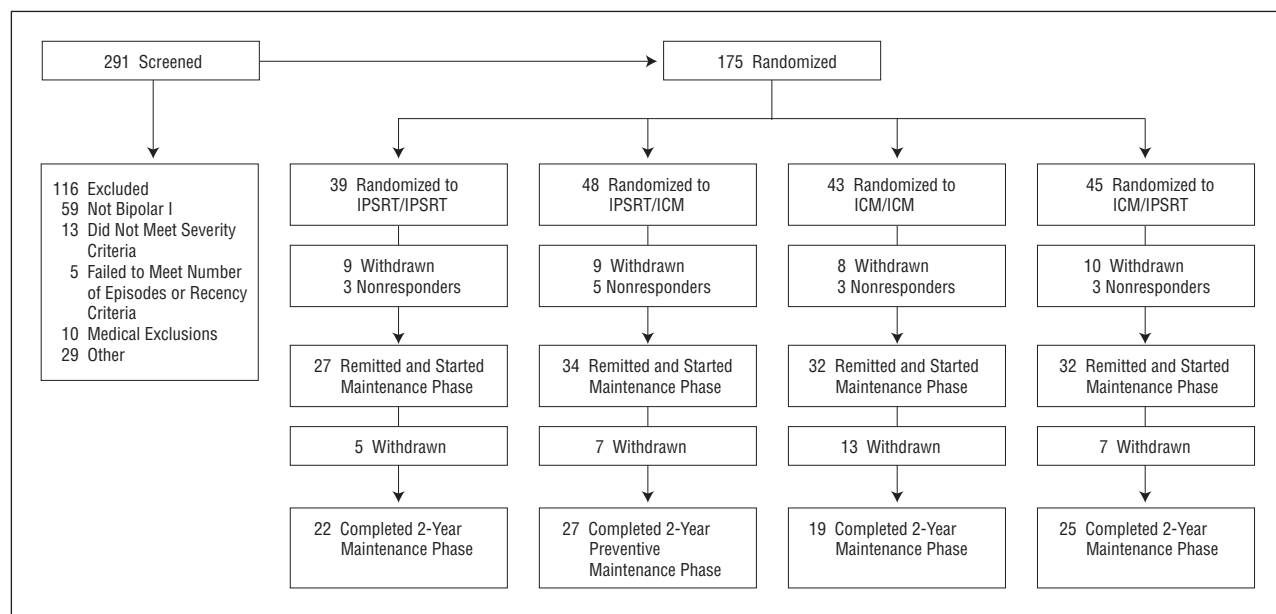 291 Screened
175 Randomized
116 Excluded
59 Not Bipolar I
13 Did Not Meet Severity
Criteria
5 Failed to Meet Number
of Episodes or Recency
Criteria
10 Medical Exclusions
29 Other
39 Randomized to
IPSRT/IPSRT
48 Randomized to
IPSRT/ICM
43 Randomized to
ICM/ICM
45 Randomized to
ICM/IPSRT
9 Withdrawn
3 Nonresponders
9 Withdrawn
5 Nonresponders
8 Withdrawn
3 Nonresponders
10 Withdrawn
3 Nonresponders
27 Remitted and Started
Maintenance Phase
34 Remitted and Started
Maintenance Phase
32 Remitted and Started
Maintenance Phase
32 Remitted and Started
Maintenance Phase
5 Withdrawn
7 Withdrawn
13 Withdrawn
7 Withdrawn
22 Completed 2-Year
Maintenance Phase
27 Completed 2-Year
Preventive
Maintenance Phase
19 Completed 2-Year
Maintenance Phase
25 Completed 2-Year
Maintenance Phase